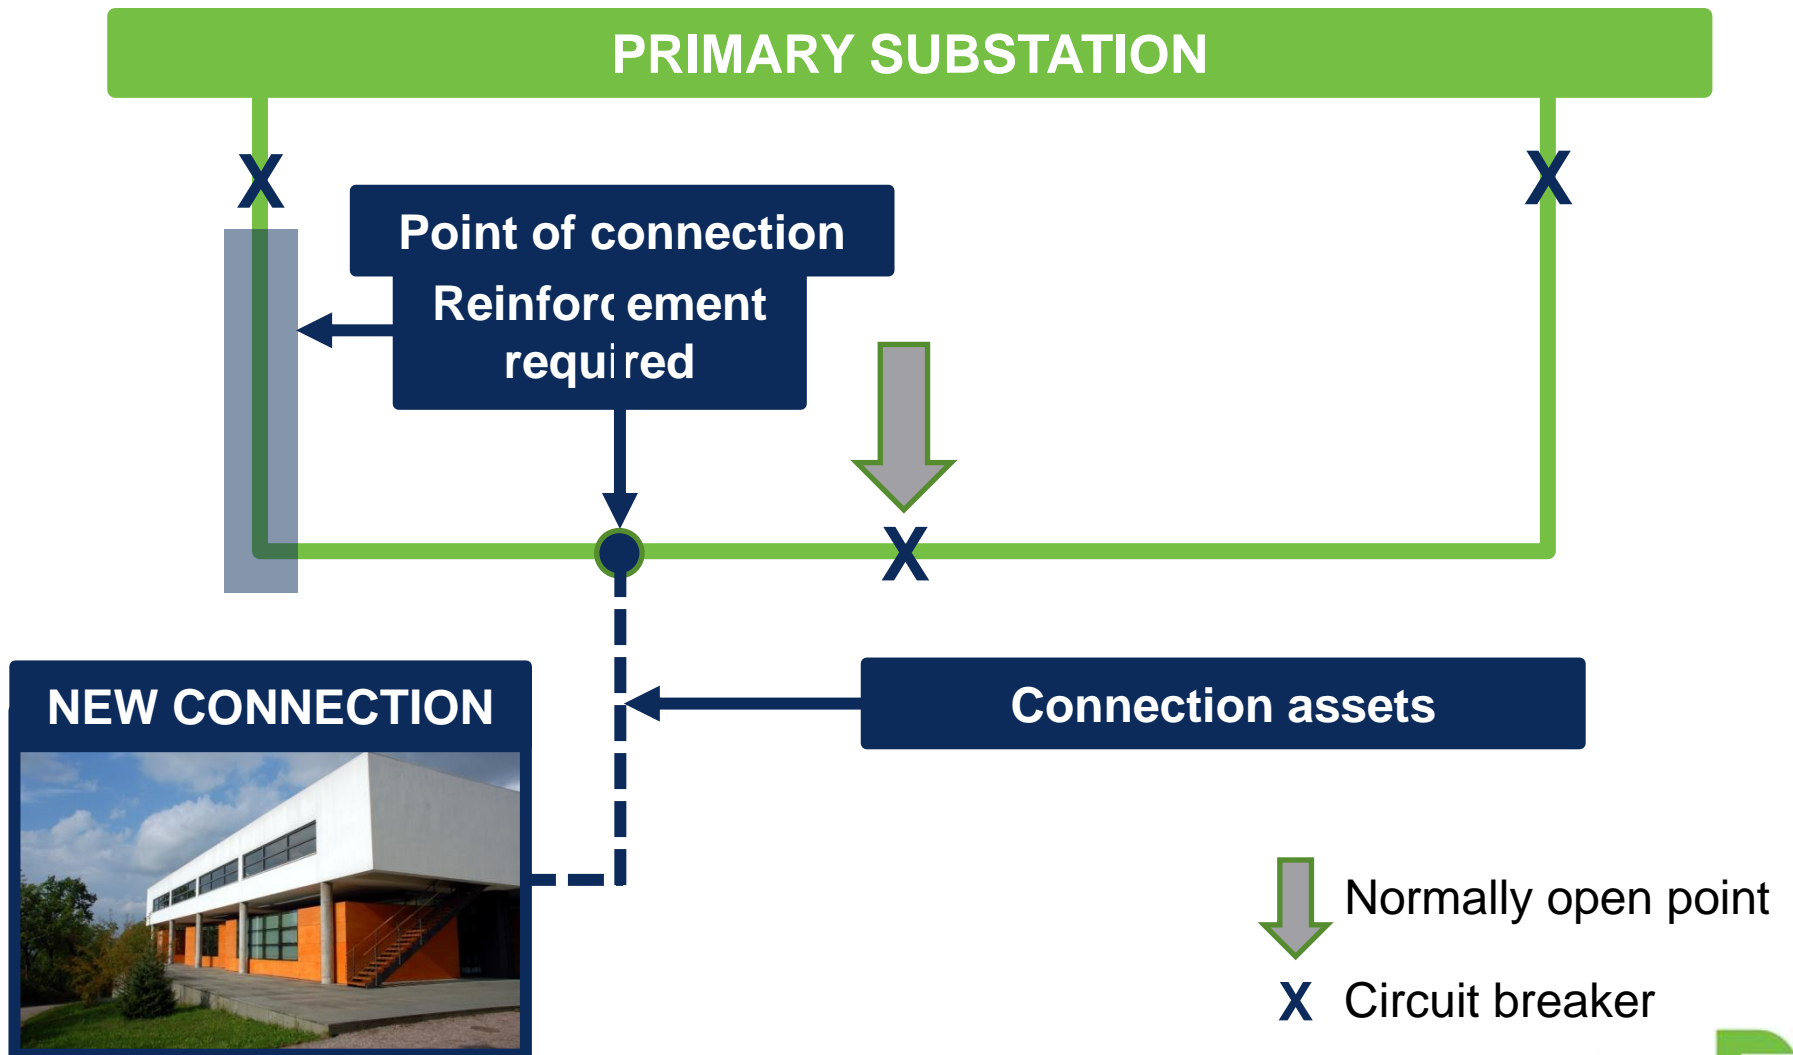 PRIMARY SUBSTATION
X
X
Point of connection
Reinforcement
required
X
NEW CONNECTION
Connection assets
Normally open point
X Circuit breaker